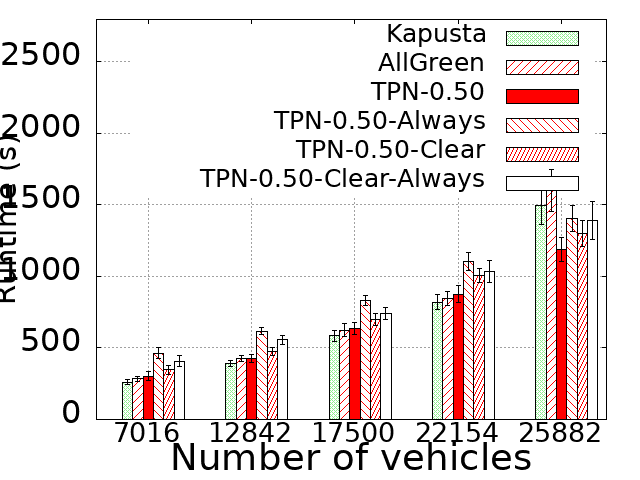 Kapusta
AllGreen
TPN-0.50
TPN-0.50-Always
TPN-0.50-Clear
TPN-0.50-Clear-Always
2500
2000
1500
1000
500
0
Runtime (s)
7016 12842 17500 22154 25882
Number of vehicles